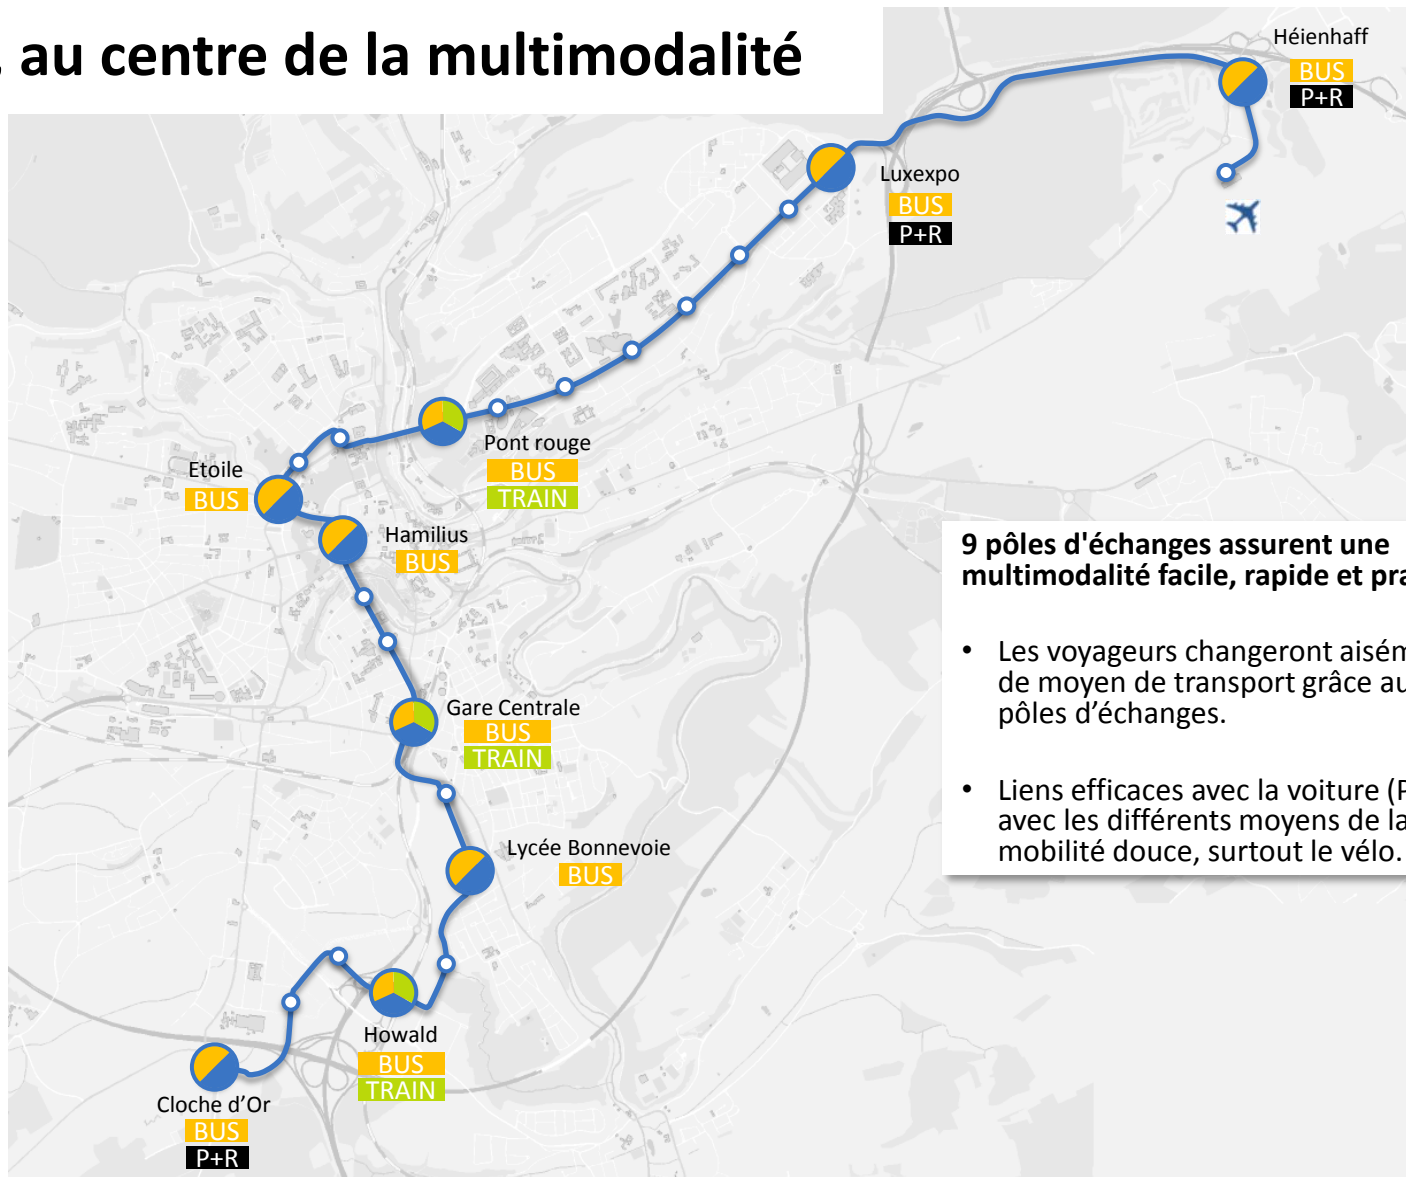 au centre de la multimodalité
Héienhaff
BUS
P+R
Luxexpo
BUS
P+R
Pont rouge
BUS
TRAIN
Etoile
BUS
Hamilius
BUS
9 pôles d'échanges assurent une
multimodalité facile, rapide et pra
• Les voyageurs changeront aisém
de moyen de transport grâce au
pôles d’échanges.
• Liens efficaces avec la voiture (P
avec les différents moyens de la
mobilité douce, surtout le vélo.
Gare Centrale
BUS
TRAIN
Lycée Bonnevoie
BUS
Howald
BUS
TRAIN
Cloche d’Or
BUS
P+R